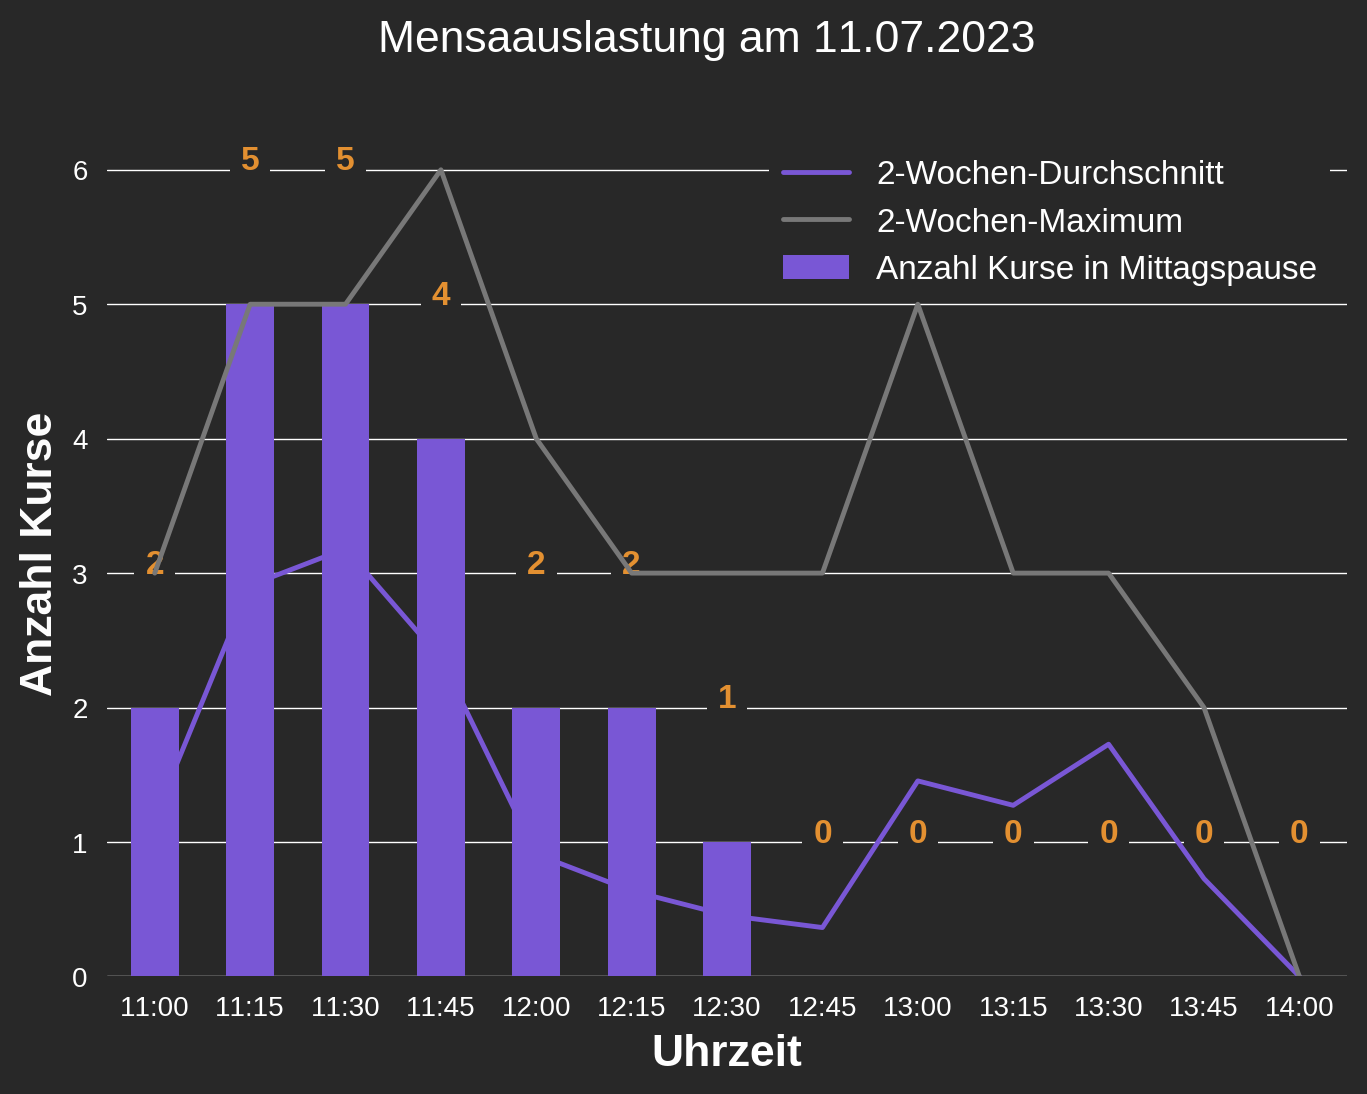 Mensaauslastung am 11.07.2023
2-Wochen-Durchschnitt
2-Wochen-Maximum
Anzahl Kurse in Mittagspause
Anzahl Kurse
6
5
4
3
2
1
0
2
5
5
4
2
2
1
0
0
0
0
0
0
11:00 11:15 11:30 11:45 12:00 12:15 12:30 12:45 13:00 13:15 13:30 13:45 14:00
Uhrzeit